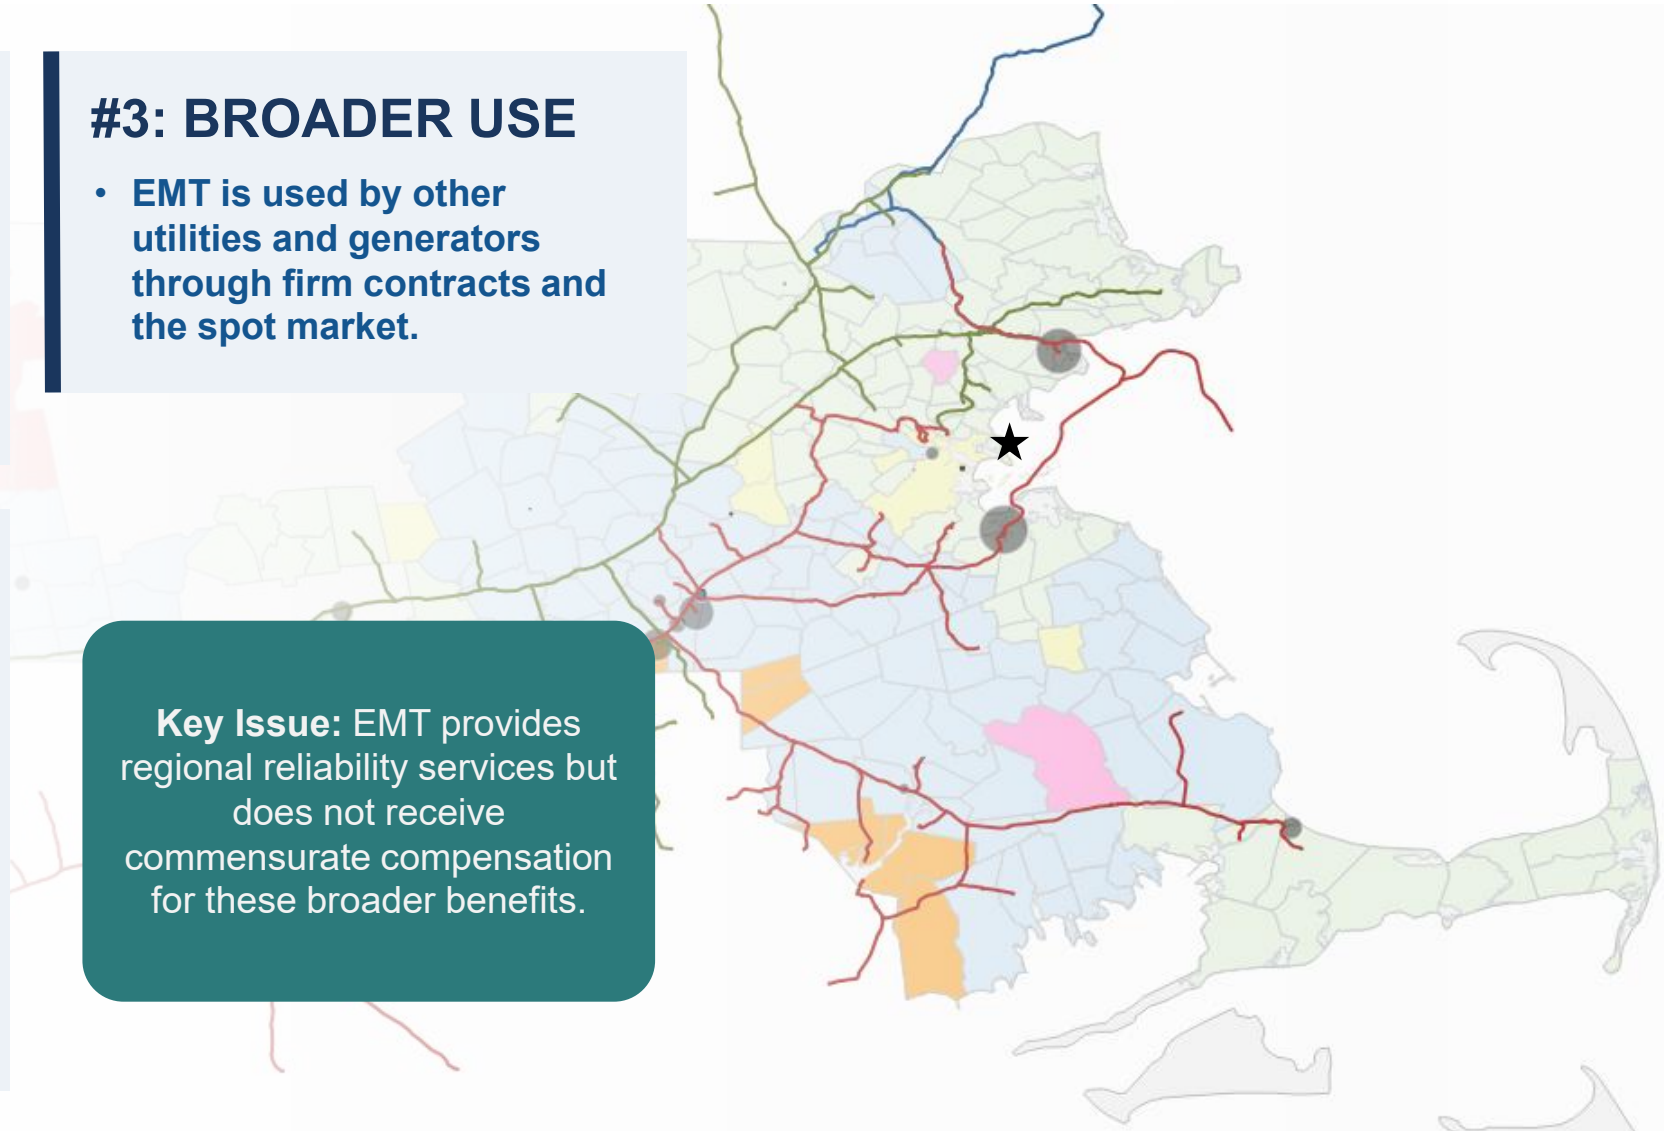 #3: BROADER USE
• EMT is used by other
utilities and generators
through firm contracts and
the spot market.
Key Issue: EMT provides
regional reliability services but
does not receive
commensurate compensation
for these broader benefits.